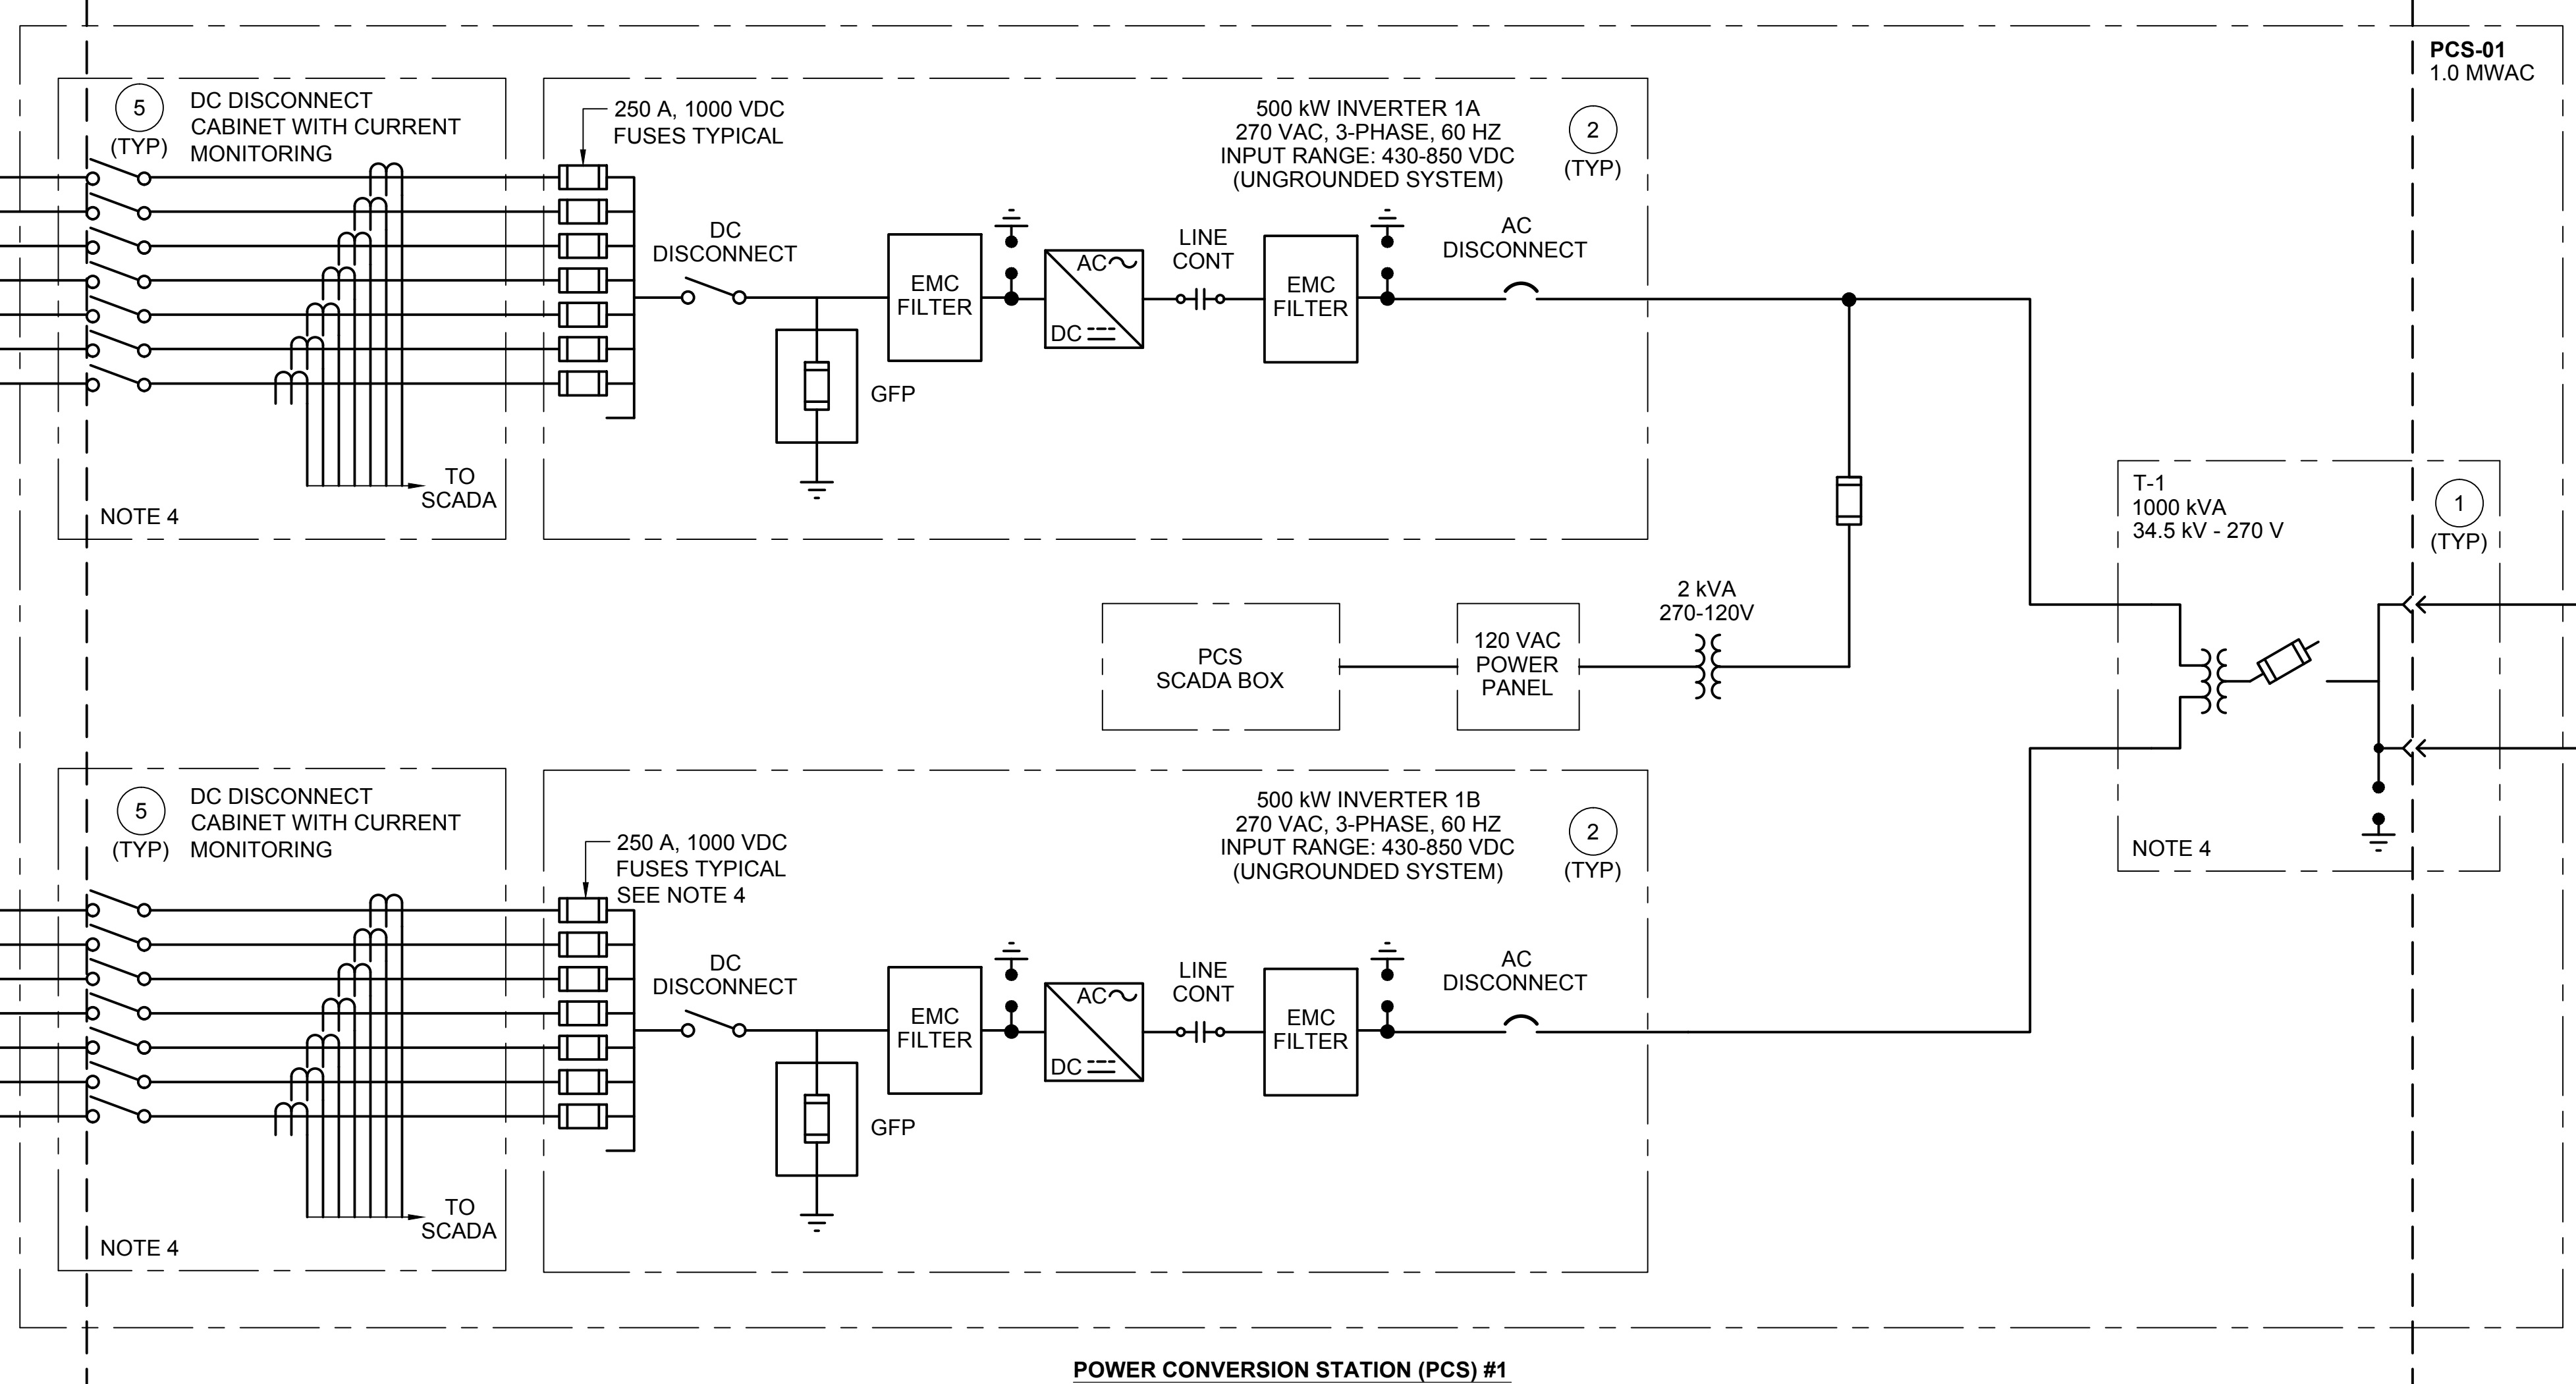 PCS-01
1.0 MWAC
5
(TYP)
DC DISCONNECT
CABINET WITH CURRENT
MONITORING
TO
SCADA
NOTE 4
250 A, 1000 VDC
FUSES TYPICAL
500 kW INVERTER 1A
270 VAC, 3-PHASE, 60 HZ
INPUT RANGE: 430-850 VDC
(UNGROUNDED SYSTEM)
2
(TYP)
DC
DISCONNECT
GFP
EMC
FILTER
AC
DC
LINE
CONT
EMC
FILTER
AC
DISCONNECT
T-1
1000 kVA
34.5 kV - 270 V
1
(TYP)
NOTE 4
2 kVA
270-120V
120 VAC
POWER
PANEL
PCS
SCADA BOX
5
(TYP)
DC DISCONNECT
CABINET WITH CURRENT
MONITORING
TO
SCADA
NOTE 4
250 A, 1000 VDC
FUSES TYPICAL
SEE NOTE 4
500 kW INVERTER 1B
270 VAC, 3-PHASE, 60 HZ
INPUT RANGE: 430-850 VDC
(UNGROUNDED SYSTEM)
2
(TYP)
DC
DISCONNECT
GFP
EMC
FILTER
AC
DC
LINE
CONT
EMC
FILTER
AC
DISCONNECT
POWER CONVERSION STATION (PCS) #1